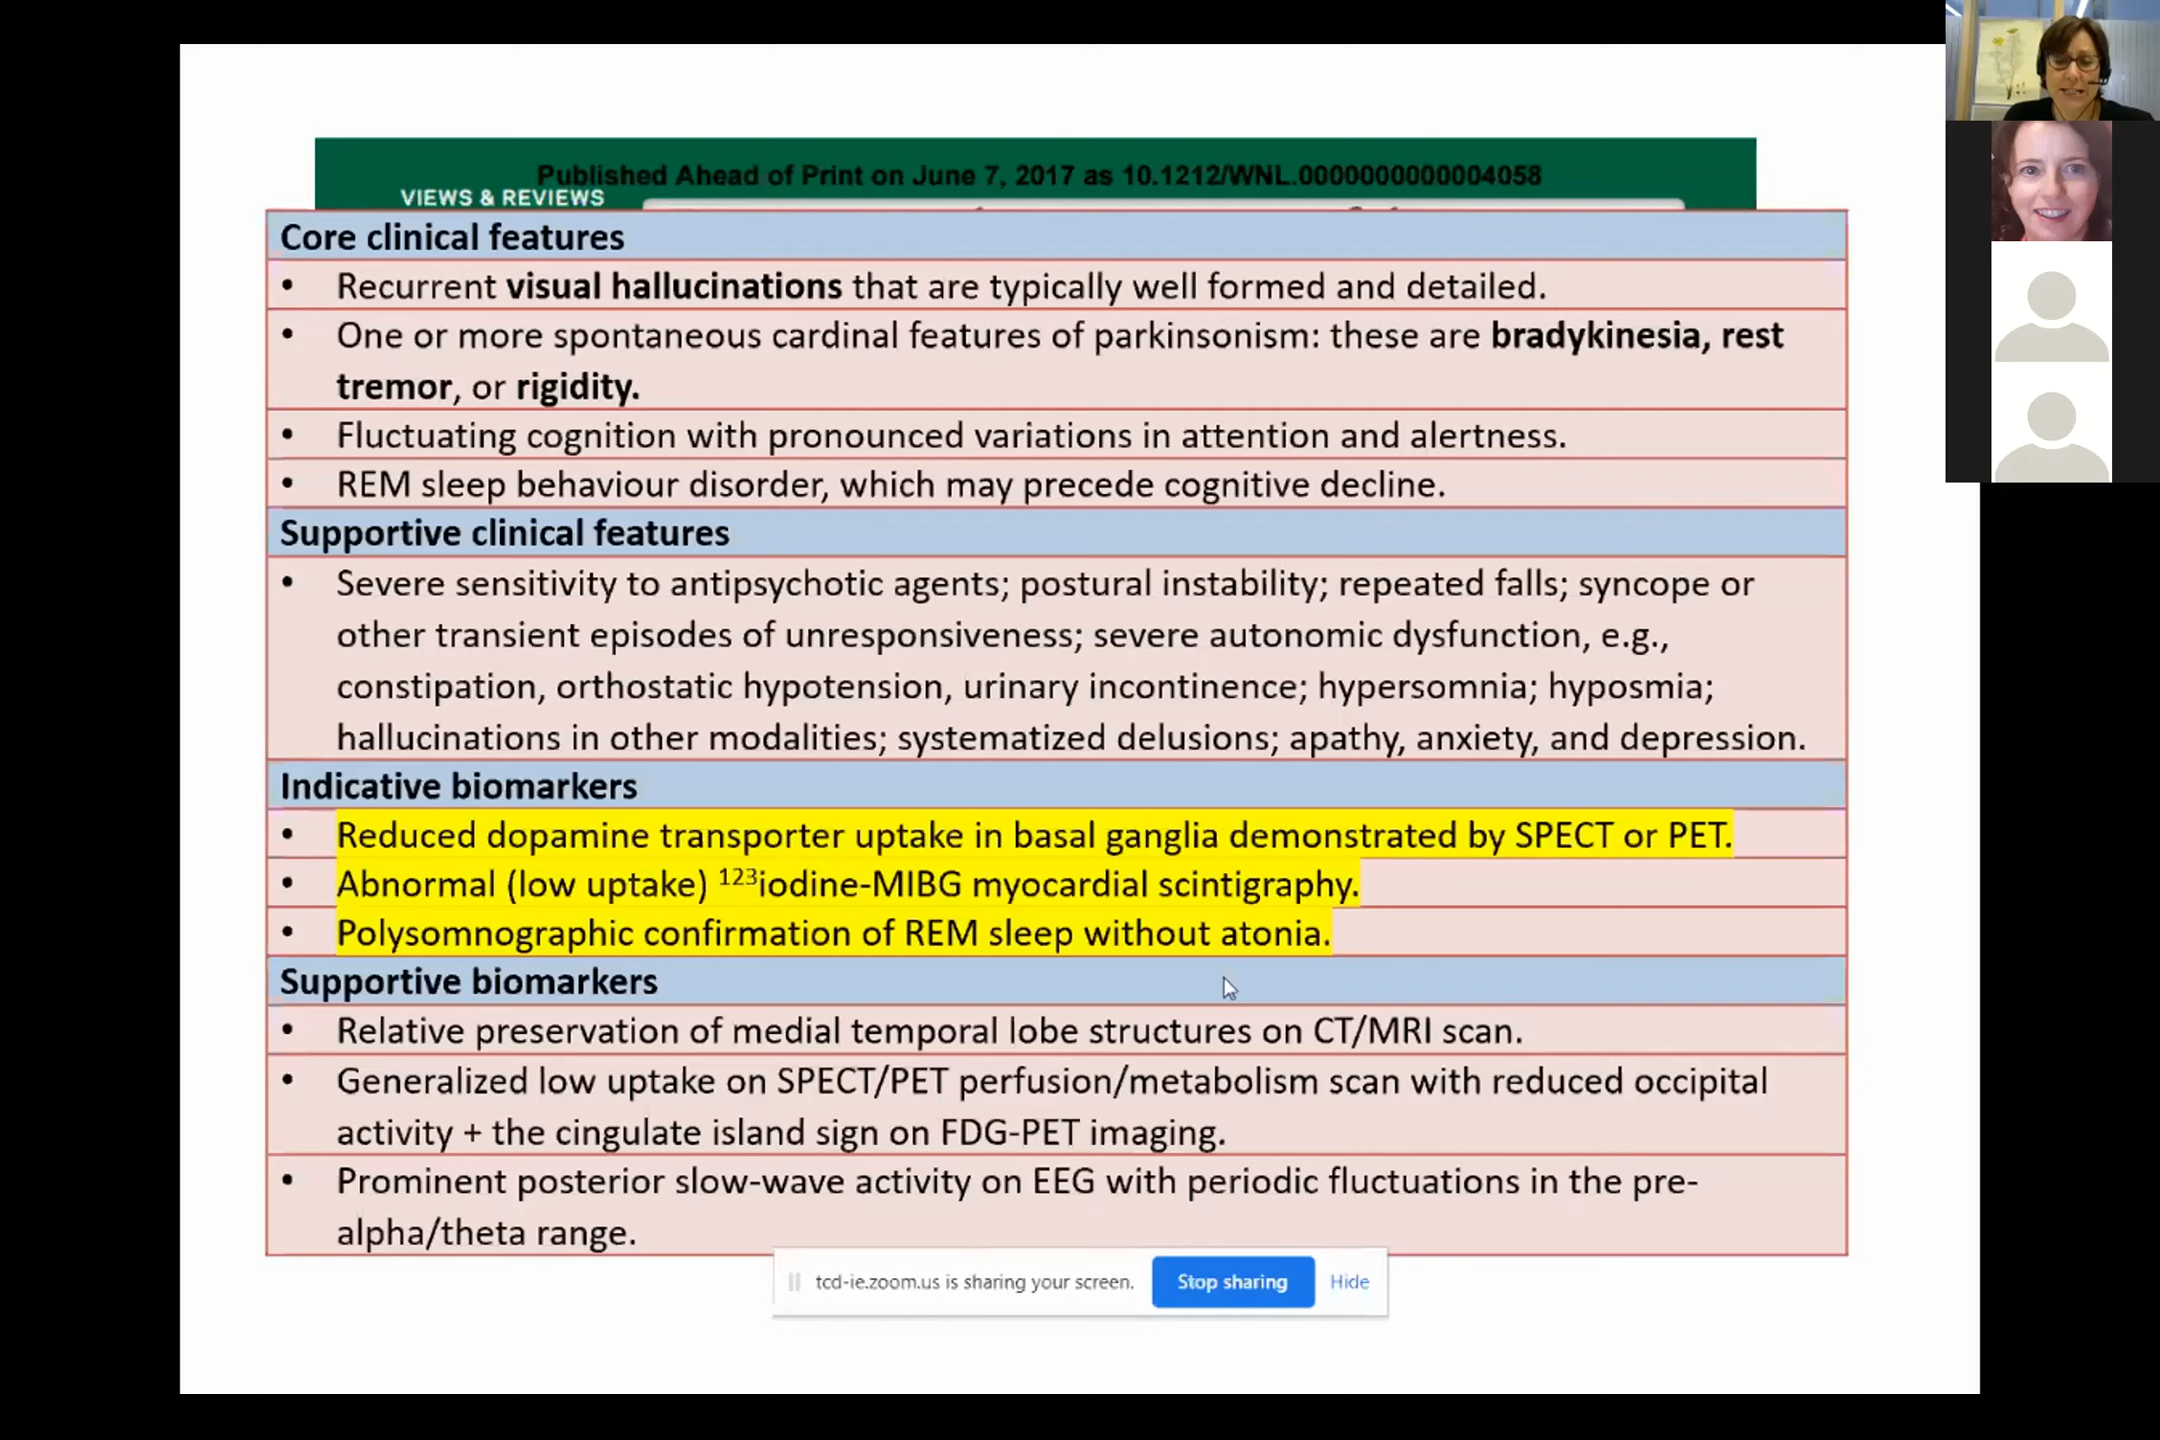 Published Ahead of Print on June 7, 2017 as 10.1212/WNL.0000000000004058
VIEWS & REVIEWS
Core clinical features
• Recurrent visual hallucinations that are typically well formed and detailed.
• One or more spontaneous cardinal features of parkinsonism: these are bradykinesia, rest
tremor, or rigidity.
• Fluctuating cognition with pronounced variations in attention and alertness.
• REM sleep behaviour disorder, which may precede cognitive decline.
Supportive clinical features
• Severe sensitivity to antipsychotic agents; postural instability; repeated falls; syncope or
other transient episodes of unresponsiveness; severe autonomic dysfunction, e.g.,
constipation, orthostatic hypotension, urinary incontinence; hypersomnia; hyposmia;
hallucinations in other modalities; systematized delusions; apathy, anxiety, and depression.
Indicative biomarkers
• Reduced dopamine transporter uptake in basal ganglia demonstrated by SPECT or PET.
• Abnormal (low uptake) ¹²³iodine-MIBG myocardial scintigraphy.
• Polysomnographic confirmation of REM sleep without atonia.
Supportive biomarkers
• Relative preservation of medial temporal lobe structures on CT/MRI scan.
• Generalized low uptake on SPECT/PET perfusion/metabolism scan with reduced occipital
activity + the cingulate island sign on FDG-PET imaging.
• Prominent posterior slow-wave activity on EEG with periodic fluctuations in the pre-
alpha/theta range.
tcd-ie.zoom.us is sharing your screen. Stop sharing Hide